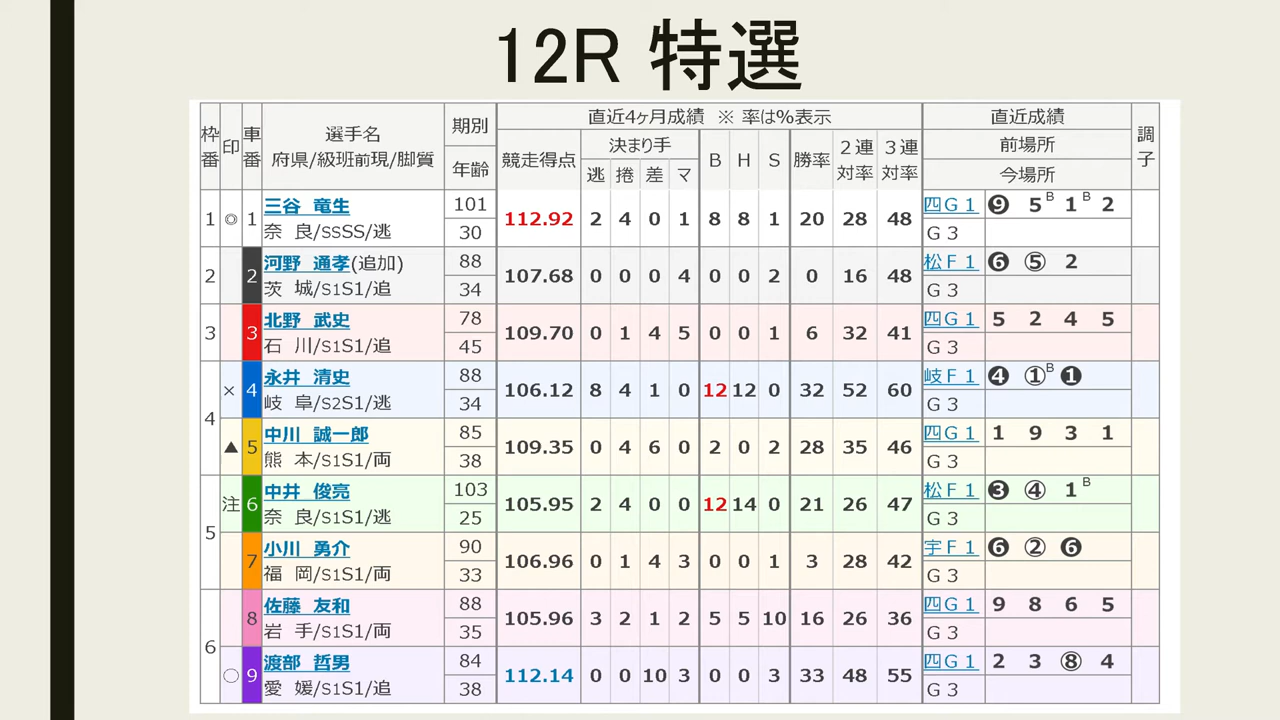 12R 特選
枠番 印 車番 選手名 府県/級班前現/脚質 期別 年齢 直近4ヶ月成績 ※ 率は%表示 直近成績 調子
競走得点 決まり手 B H S 勝率 2連対率 3連対率 前場所
逃 捲 差 マ 今場所
1 ◎ 1 三谷 竜生 101 112.92 2 4 0 1 8 8 1 20 28 48 四G1 ❾ 5B 1B 2
奈 良/SSSS/逃 30 G3
2 2 河野 通孝(追加) 88 107.68 0 0 0 4 0 0 2 0 16 48 松F1 ❻ ⑤ 2
茨 城/S1S1/追 34 G3
3 3 北野 武史 78 109.70 0 1 4 5 0 0 1 6 32 41 四G1 5 2 4 5
石 川/S1S1/追 45 G3
4 × 4 永井 清史 88 106.12 8 4 1 0 12 12 0 32 52 60 岐F1 ❹ ①B ❶
岐 阜/S2S1/逃 34 G3
▲ 5 中川 誠一郎 85 109.35 0 4 6 0 2 0 2 28 35 46 四G1 1 9 3 1
熊 本/S1S1/両 38 G3
5 注 6 中井 俊亮 103 105.95 2 4 0 0 12 14 0 21 26 47 松F1 ❸ ④ 1B
奈 良/S1S1/逃 25 G3
7 小川 勇介 90 106.96 0 1 4 3 0 0 1 3 28 42 宇F1 ❻ ② ❻
福 岡/S1S1/両 33 G3
6 8 佐藤 友和 88 105.96 3 2 1 2 5 5 10 16 26 36 四G1 9 8 6 5
岩 手/S1S1/両 35 G3
○ 9 渡部 哲男 84 112.14 0 0 10 3 0 0 3 33 48 55 四G1 2 3 ⑧ 4
愛 媛/S1S1/追 38 G3